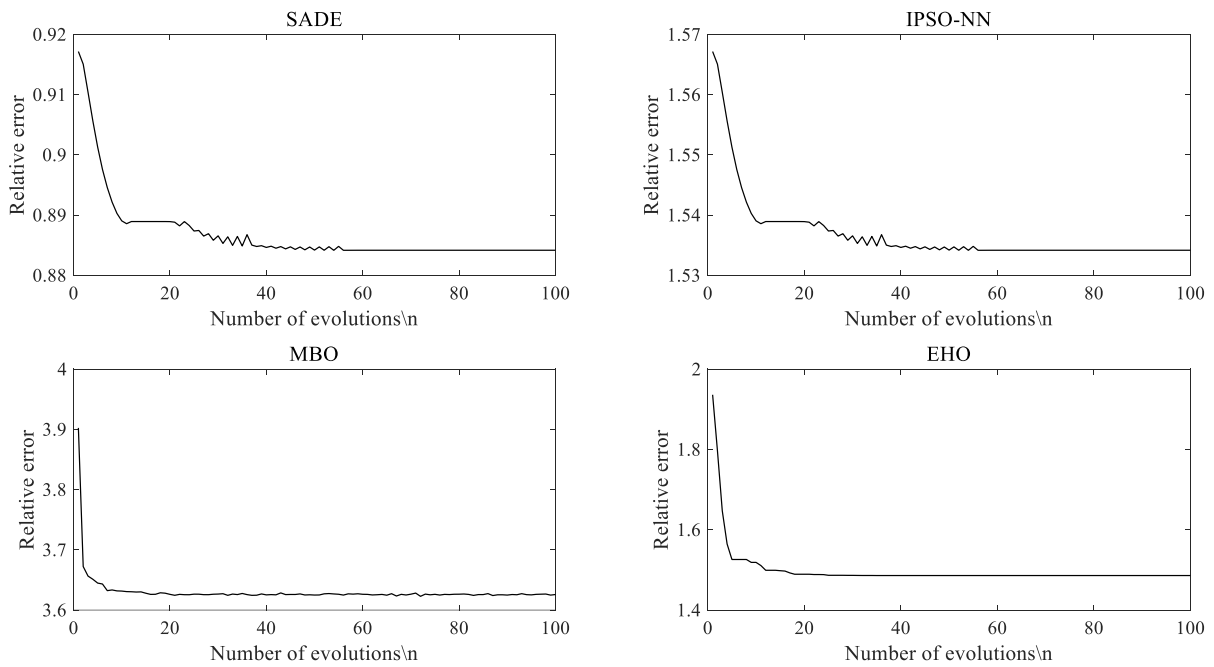 SADE
0.92
0.91
0.9
0.89
0.88
Relative error
0 20 40 60 80 100
Number of evolutions\n
IPSO-NN
1.57
1.56
1.55
1.54
1.53
Relative error
0 20 40 60 80 100
Number of evolutions\n
MBO
4
3.9
3.8
3.7
3.6
Relative error
0 20 40 60 80 100
Number of evolutions\n
EHO
2
1.8
1.6
1.4
Relative error
0 20 40 60 80 100
Number of evolutions\n